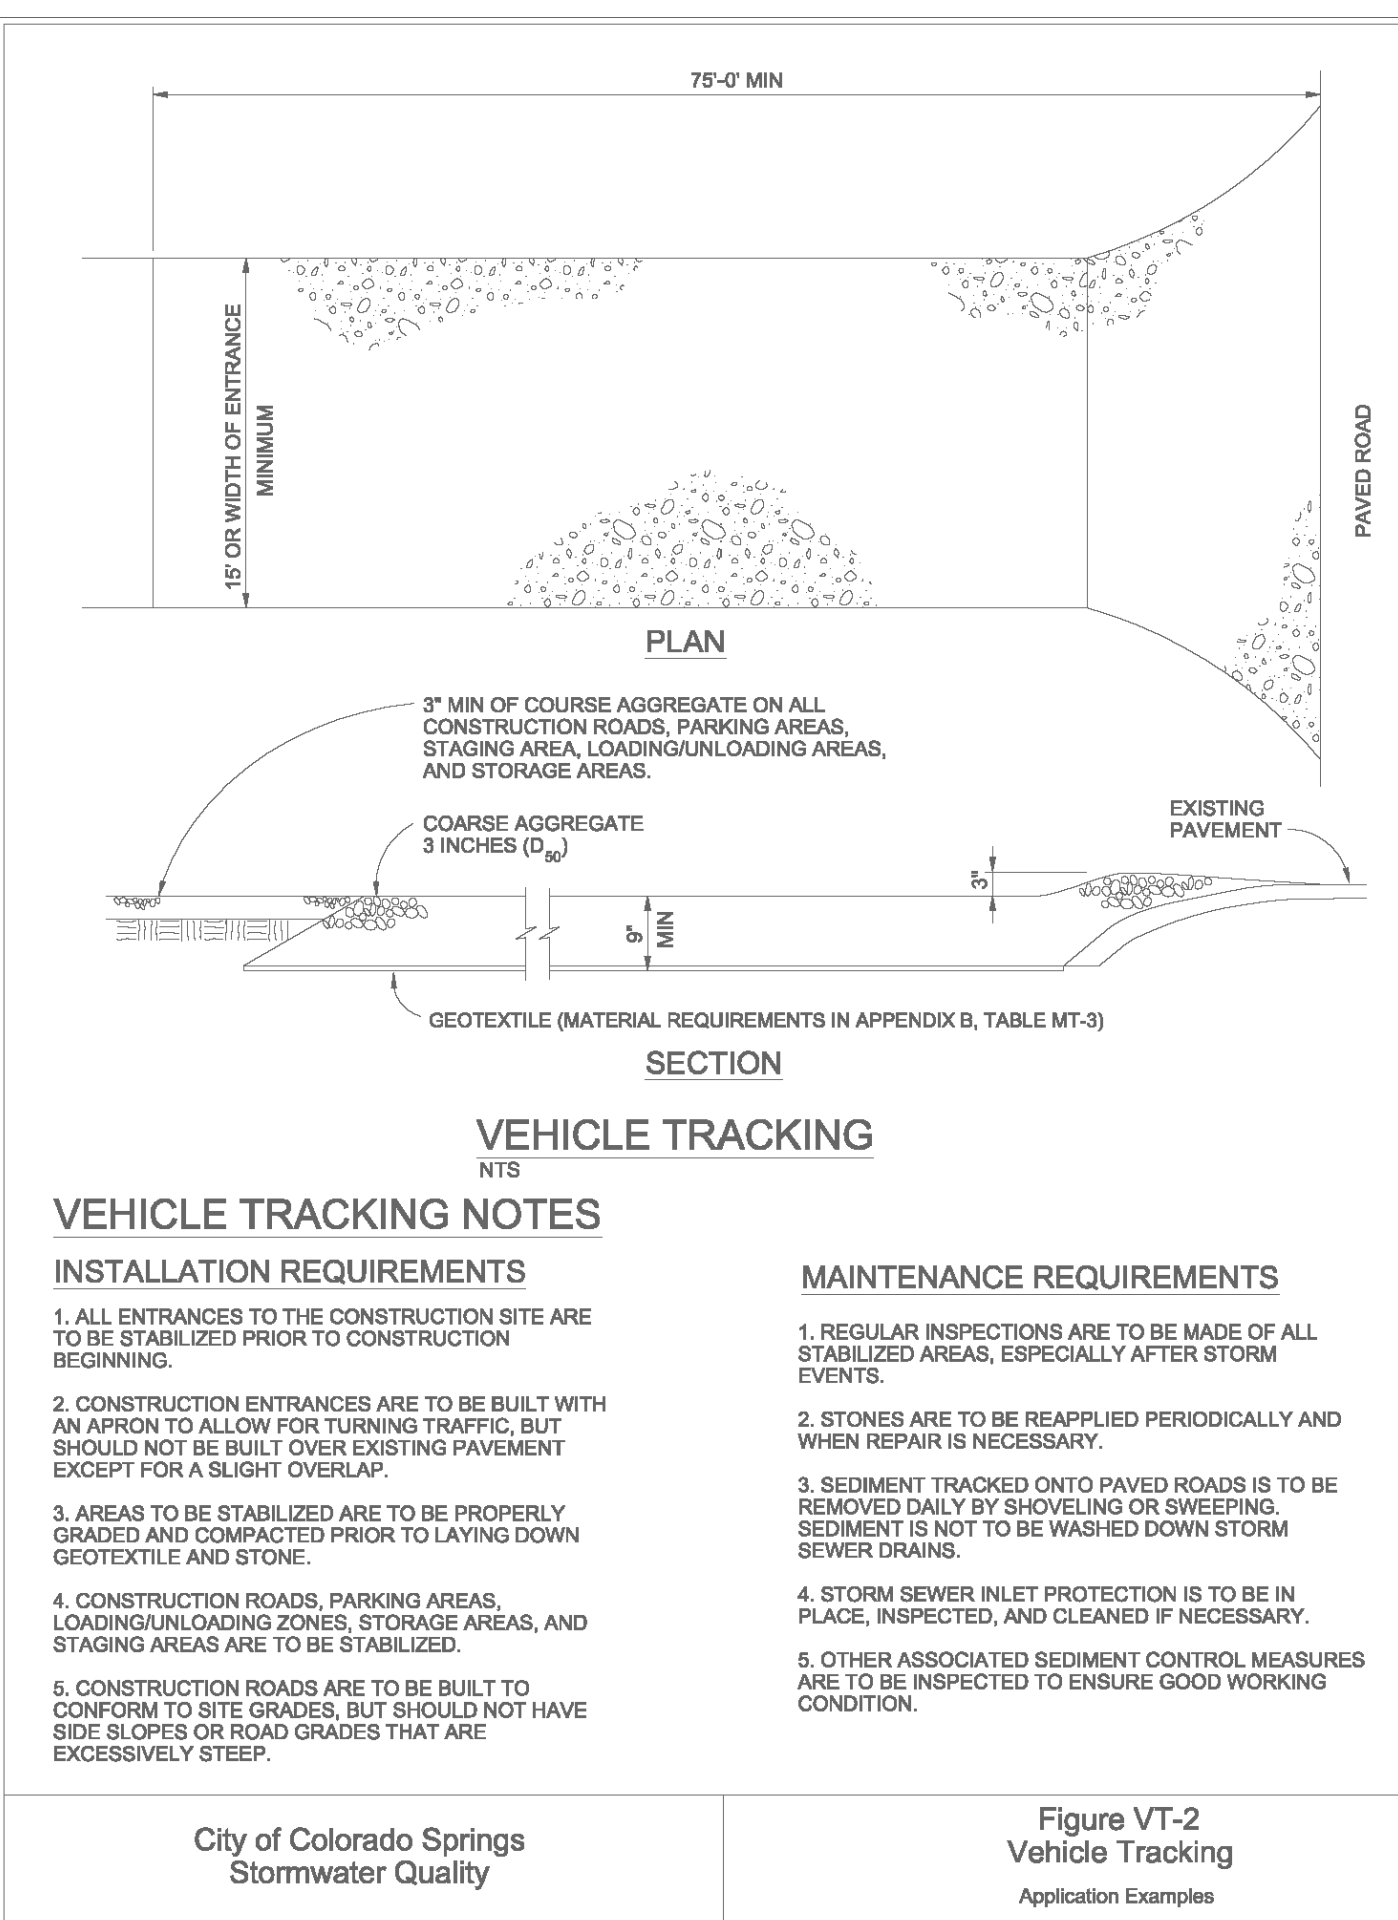 75'-0' MIN
15' OR WIDTH OF ENTRANCE
MINIMUM
PAVED ROAD
PLAN
3" MIN OF COURSE AGGREGATE ON ALL
CONSTRUCTION ROADS, PARKING AREAS,
STAGING AREA, LOADING/UNLOADING AREAS,
AND STORAGE AREAS.
COARSE AGGREGATE
3 INCHES (D50)
EXISTING
PAVEMENT
3"
9"
MIN
GEOTEXTILE (MATERIAL REQUIREMENTS IN APPENDIX B, TABLE MT-3)
SECTION
VEHICLE TRACKING
NTS
VEHICLE TRACKING NOTES
INSTALLATION REQUIREMENTS
1. ALL ENTRANCES TO THE CONSTRUCTION SITE ARE
TO BE STABILIZED PRIOR TO CONSTRUCTION
BEGINNING.
2. CONSTRUCTION ENTRANCES ARE TO BE BUILT WITH
AN APRON TO ALLOW FOR TURNING TRAFFIC, BUT
SHOULD NOT BE BUILT OVER EXISTING PAVEMENT
EXCEPT FOR A SLIGHT OVERLAP.
3. AREAS TO BE STABILIZED ARE TO BE PROPERLY
GRADED AND COMPACTED PRIOR TO LAYING DOWN
GEOTEXTILE AND STONE.
4. CONSTRUCTION ROADS, PARKING AREAS,
LOADING/UNLOADING ZONES, STORAGE AREAS, AND
STAGING AREAS ARE TO BE STABILIZED.
5. CONSTRUCTION ROADS ARE TO BE BUILT TO
CONFORM TO SITE GRADES, BUT SHOULD NOT HAVE
SIDE SLOPES OR ROAD GRADES THAT ARE
EXCESSIVELY STEEP.
MAINTENANCE REQUIREMENTS
1. REGULAR INSPECTIONS ARE TO BE MADE OF ALL
STABILIZED AREAS, ESPECIALLY AFTER STORM
EVENTS.
2. STONES ARE TO BE REAPPLIED PERIODICALLY AND
WHEN REPAIR IS NECESSARY.
3. SEDIMENT TRACKED ONTO PAVED ROADS IS TO BE
REMOVED DAILY BY SHOVELING OR SWEEPING.
SEDIMENT IS NOT TO BE WASHED DOWN STORM
SEWER DRAINS.
4. STORM SEWER INLET PROTECTION IS TO BE IN
PLACE, INSPECTED, AND CLEANED IF NECESSARY.
5. OTHER ASSOCIATED SEDIMENT CONTROL MEASURES
ARE TO BE INSPECTED TO ENSURE GOOD WORKING
CONDITION.
City of Colorado Springs
Stormwater Quality
Figure VT-2
Vehicle Tracking
Application Examples